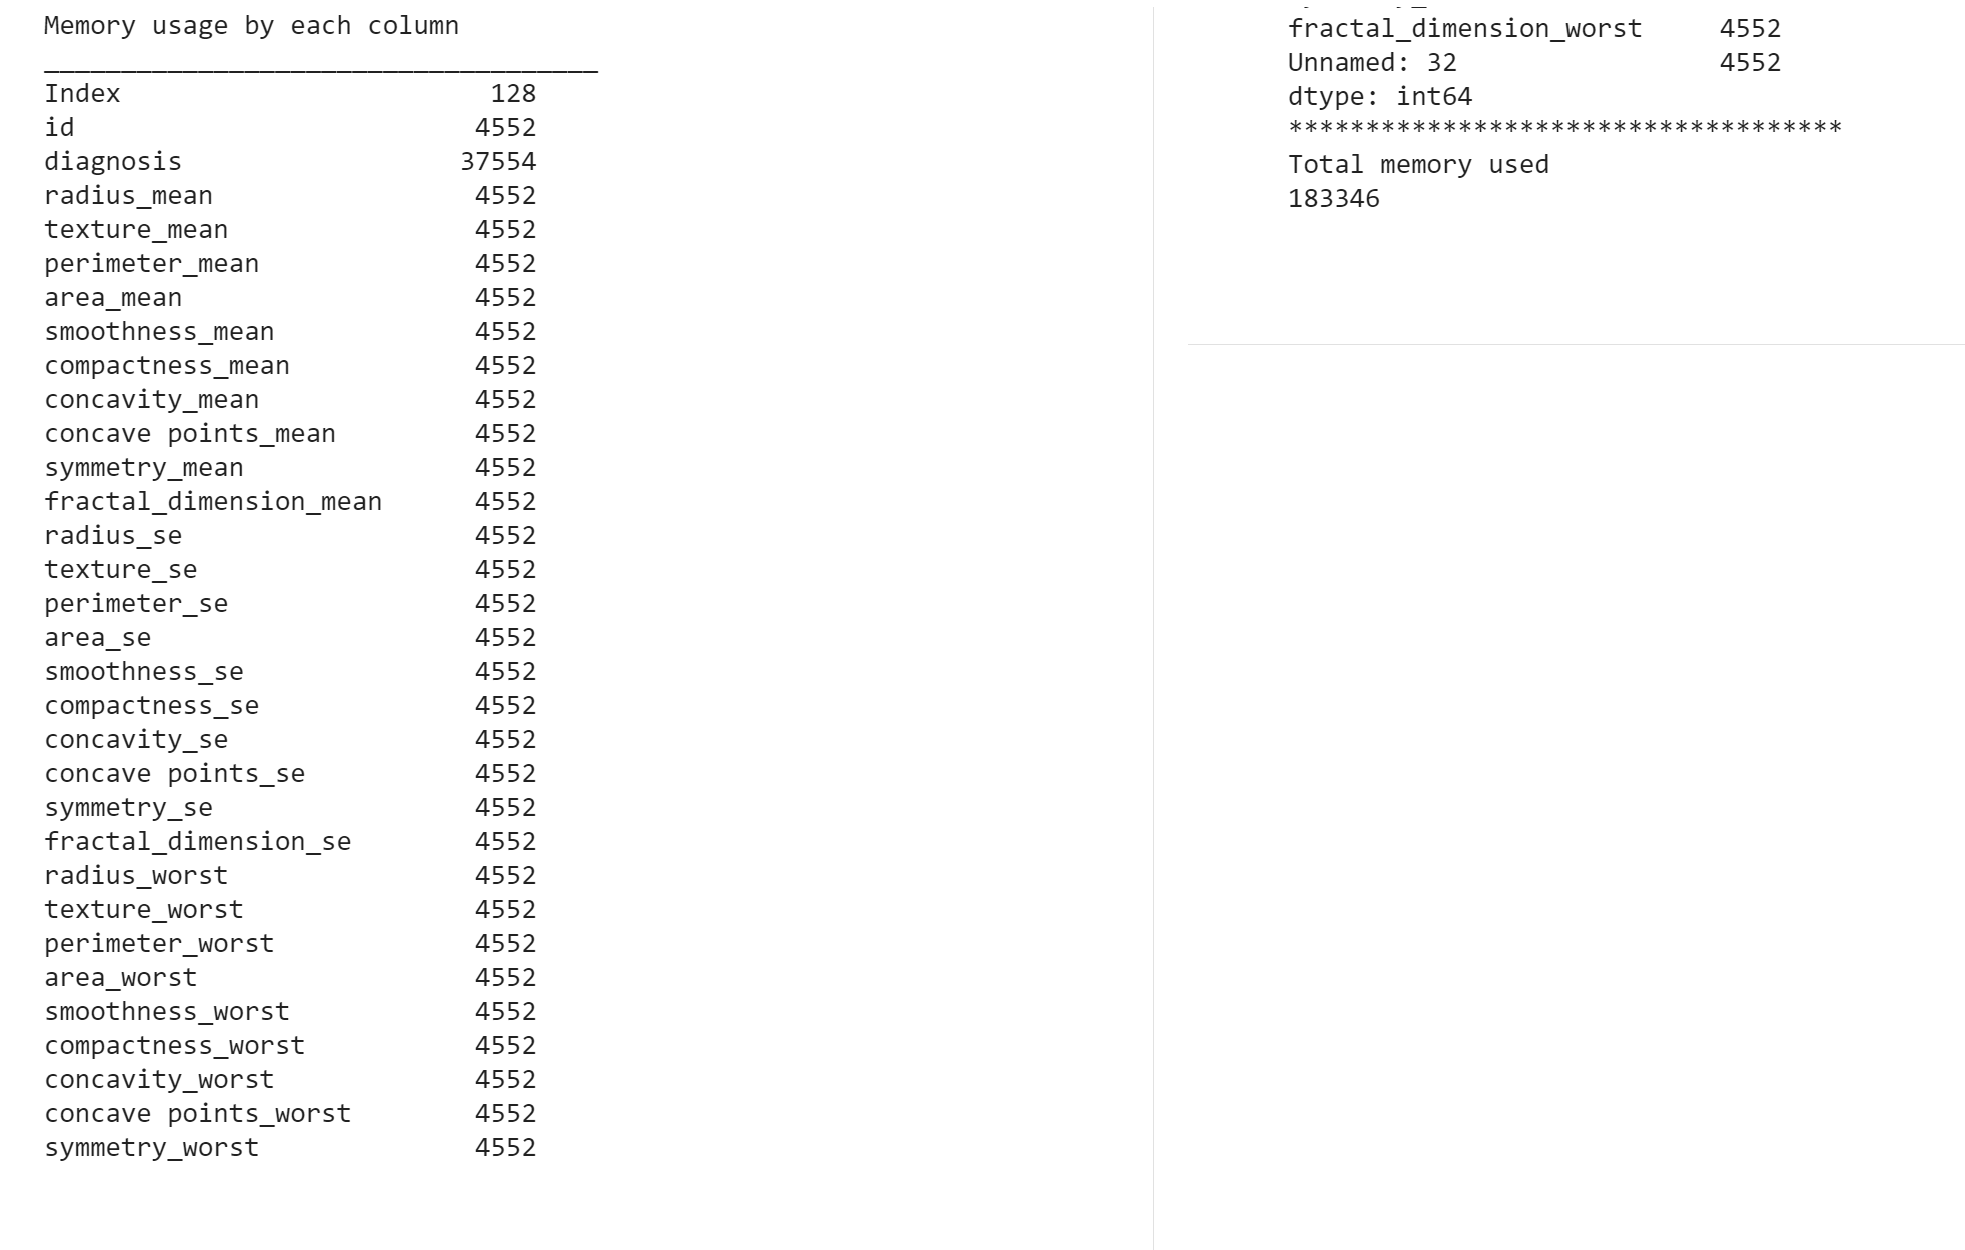 Memory usage by each column
____________________________________
Index                        128
id                          4552
diagnosis                  37554
radius_mean                 4552
texture_mean                4552
perimeter_mean              4552
area_mean                   4552
smoothness_mean             4552
compactness_mean            4552
concavity_mean              4552
concave points_mean         4552
symmetry_mean               4552
fractal_dimension_mean      4552
radius_se                   4552
texture_se                  4552
perimeter_se                4552
area_se                     4552
smoothness_se               4552
compactness_se              4552
concavity_se                4552
concave points_se           4552
symmetry_se                 4552
fractal_dimension_se        4552
radius_worst                4552
texture_worst               4552
perimeter_worst             4552
area_worst                  4552
smoothness_worst            4552
compactness_worst           4552
concavity_worst             4552
concave points_worst        4552
symmetry_worst              4552
fractal_dimension_worst     4552
Unnamed: 32                 4552
dtype: int64
************************************
Total memory used
183346